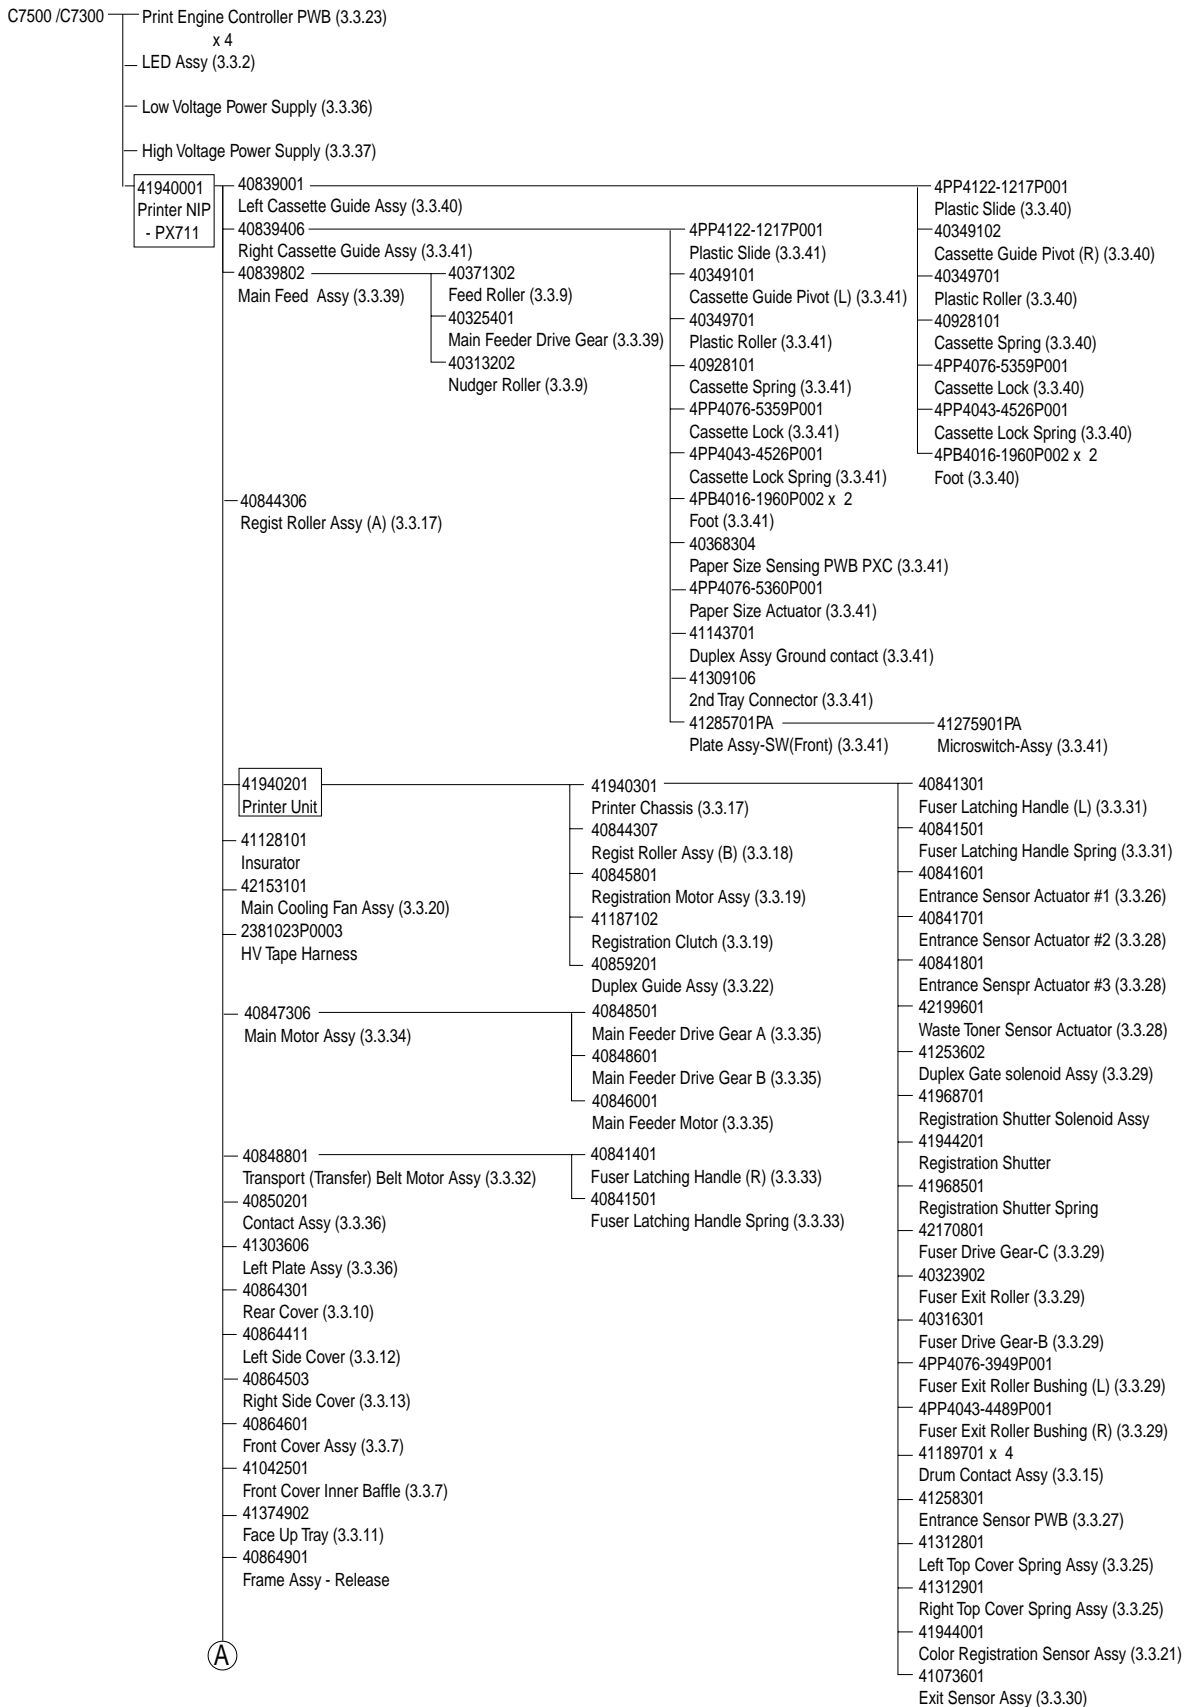 C7500 /C7300
Print Engine Controller PWB (3.3.23)
x 4
LED Assy (3.3.2)
Low Voltage Power Supply (3.3.36)
High Voltage Power Supply (3.3.37)
41940001
Printer NIP
- PX711
40839001
Left Cassette Guide Assy (3.3.40)
40839406
Right Cassette Guide Assy (3.3.41)
40839802
Main Feed Assy (3.3.39)
40371302
Feed Roller (3.3.9)
40325401
Main Feeder Drive Gear (3.3.39)
40313202
Nudger Roller (3.3.9)
4PP4122-1217P001
Plastic Slide (3.3.41)
40349101
Cassette Guide Pivot (L) (3.3.41)
40349701
Plastic Roller (3.3.41)
40928101
Cassette Spring (3.3.41)
4PP4076-5359P001
Cassette Lock (3.3.41)
4PP4043-4526P001
Cassette Lock Spring (3.3.41)
4PB4016-1960P002 x 2
Foot (3.3.41)
40368304
Paper Size Sensing PWB PXC (3.3.41)
4PP4076-5360P001
Paper Size Actuator (3.3.41)
41143701
Duplex Assy Ground contact (3.3.41)
41309106
2nd Tray Connector (3.3.41)
41285701PA
Plate Assy-SW(Front) (3.3.41)
41275901PA
Microswitch-Assy (3.3.41)
4PP4122-1217P001
Plastic Slide (3.3.40)
40349102
Cassette Guide Pivot (R) (3.3.40)
40349701
Plastic Roller (3.3.40)
40928101
Cassette Spring (3.3.40)
4PP4076-5359P001
Cassette Lock (3.3.40)
4PP4043-4526P001
Cassette Lock Spring (3.3.40)
4PB4016-1960P002 x 2
Foot (3.3.40)
40844306
Regist Roller Assy (A) (3.3.17)
41940201
Printer Unit
41128101
Insurator
42153101
Main Cooling Fan Assy (3.3.20)
2381023P0003
HV Tape Harness
41940301
Printer Chassis (3.3.17)
40844307
Regist Roller Assy (B) (3.3.18)
40845801
Registration Motor Assy (3.3.19)
41187102
Registration Clutch (3.3.19)
40859201
Duplex Guide Assy (3.3.22)
40847306
Main Motor Assy (3.3.34)
40848501
Main Feeder Drive Gear A (3.3.35)
40848601
Main Feeder Drive Gear B (3.3.35)
40846001
Main Feeder Motor (3.3.35)
40848801
Transport (Transfer) Belt Motor Assy (3.3.32)
40841401
Fuser Latching Handle (R) (3.3.33)
40841501
Fuser Latching Handle Spring (3.3.33)
40850201
Contact Assy (3.3.36)
41303606
Left Plate Assy (3.3.36)
40864301
Rear Cover (3.3.10)
40864411
Left Side Cover (3.3.12)
40864503
Right Side Cover (3.3.13)
40864601
Front Cover Assy (3.3.7)
41042501
Front Cover Inner Baffle (3.3.7)
41374902
Face Up Tray (3.3.11)
40864901
Frame Assy - Release
A
40841301
Fuser Latching Handle (L) (3.3.31)
40841501
Fuser Latching Handle Spring (3.3.31)
40841601
Entrance Sensor Actuator #1 (3.3.26)
40841701
Entrance Sensor Actuator #2 (3.3.28)
40841801
Entrance Senspr Actuator #3 (3.3.28)
42199601
Waste Toner Sensor Actuator (3.3.28)
41253602
Duplex Gate solenoid Assy (3.3.29)
41968701
Registration Shutter Solenoid Assy
41944201
Registration Shutter
41968501
Registration Shutter Spring
42170801
Fuser Drive Gear-C (3.3.29)
40323902
Fuser Exit Roller (3.3.29)
40316301
Fuser Drive Gear-B (3.3.29)
4PP4076-3949P001
Fuser Exit Roller Bushing (L) (3.3.29)
4PP4043-4489P001
Fuser Exit Roller Bushing (R) (3.3.29)
41189701 x 4
Drum Contact Assy (3.3.15)
41258301
Entrance Sensor PWB (3.3.27)
41312801
Left Top Cover Spring Assy (3.3.25)
41312901
Right Top Cover Spring Assy (3.3.25)
41944001
Color Registration Sensor Assy (3.3.21)
41073601
Exit Sensor Assy (3.3.30)